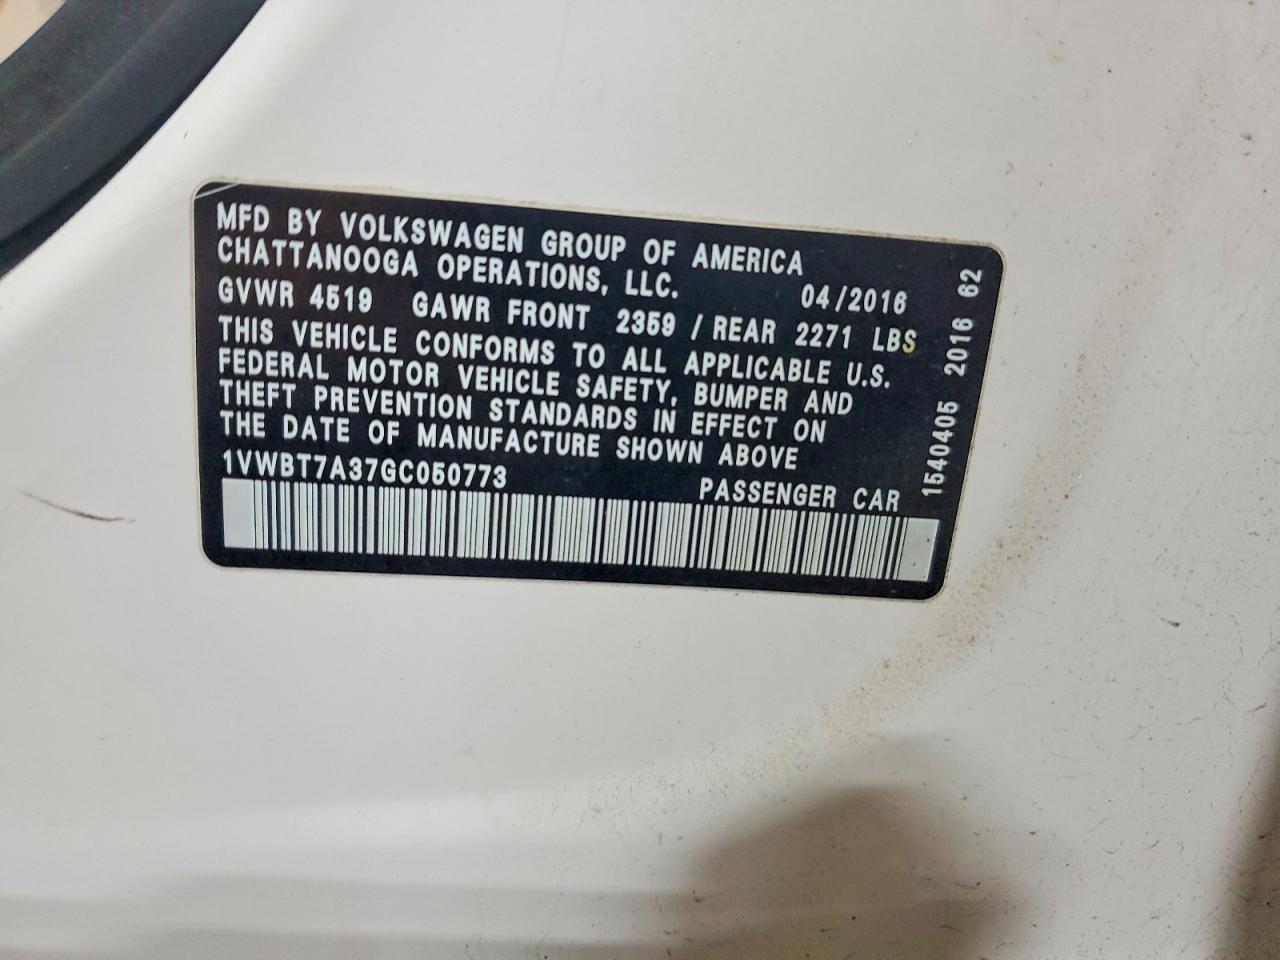 MFD BY VOLKSWAGEN GROUP OF AMERICA
CHATTANOOGA OPERATIONS, LLC. 04/2016
GVWR 4519 GAWR FRONT 2359 / REAR 2271 LBS
THIS VEHICLE CONFORMS TO ALL APPLICABLE U.S.
FEDERAL MOTOR VEHICLE SAFETY, BUMPER AND
THEFT PREVENTION STANDARDS IN EFFECT ON
THE DATE OF MANUFACTURE SHOWN ABOVE
1VWBT7A37GC050773 PASSENGER CAR
1540405 2016 62